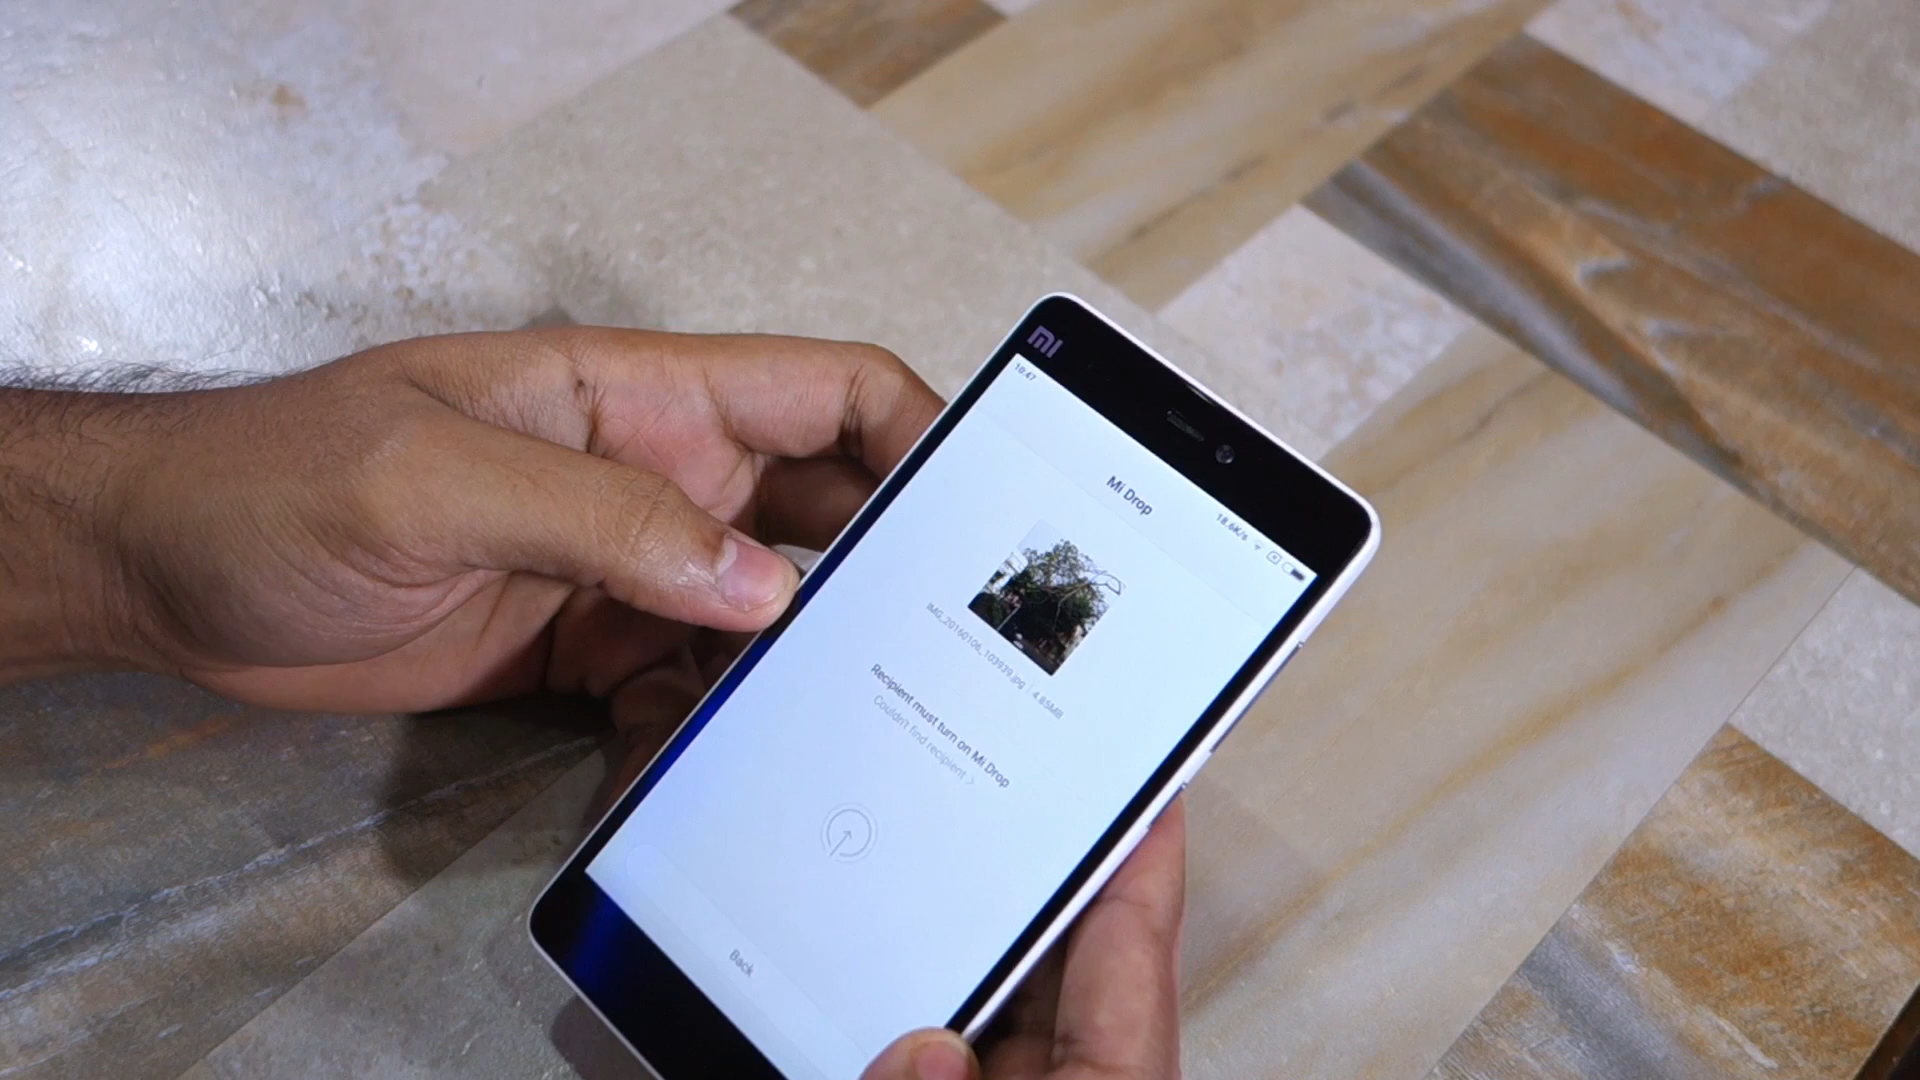 MI
10:47
18.6K/s
Mi Drop
IMG_20160106_103939.jpg | 4.85MB
Recipient must turn on Mi Drop
Couldn't find recipient >
Back